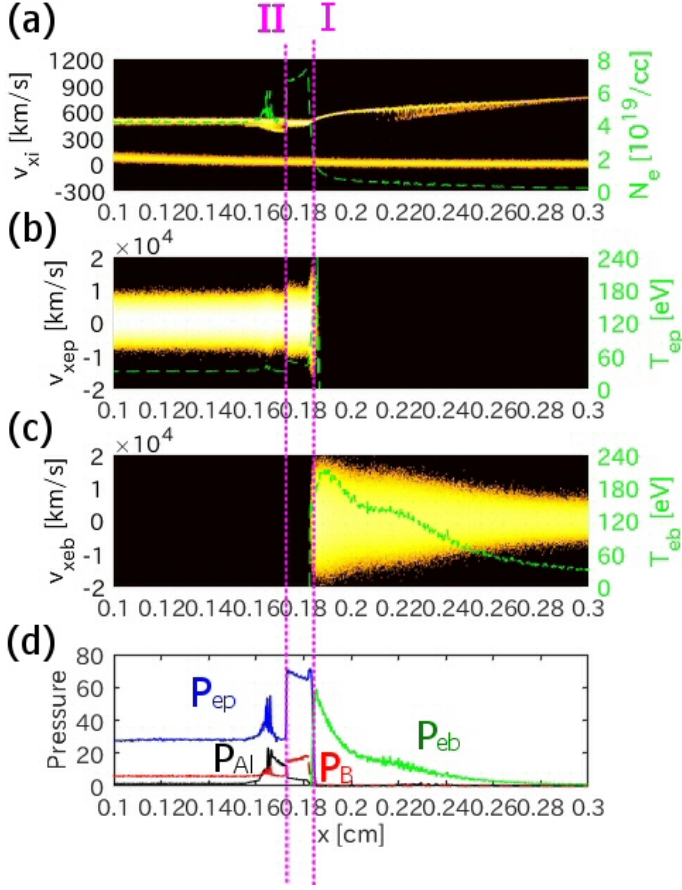 (a)
II I
1200
900
600
300
0
-300
v_xi [km/s]
8
6
4
2
0
N_e [10^19/cc]
0.1 0.12 0.14 0.16 0.18 0.2 0.22 0.24 0.26 0.28 0.3
(b)
×10^4
2
1
0
-1
-2
v_xep [km/s]
240
180
120
60
0
T_ep [eV]
0.1 0.12 0.14 0.16 0.18 0.2 0.22 0.24 0.26 0.28 0.3
(c)
×10^4
2
1
0
-1
-2
v_xeb [km/s]
240
180
120
60
0
T_eb [eV]
0.1 0.12 0.14 0.16 0.18 0.2 0.22 0.24 0.26 0.28 0.3
(d)
80
60
40
20
0
Pressure
P_ep
P_Al
P_B
P_eb
0.1 0.12 0.14 0.16 0.18 0.2 0.22 0.24 0.26 0.28 0.3
x [cm]